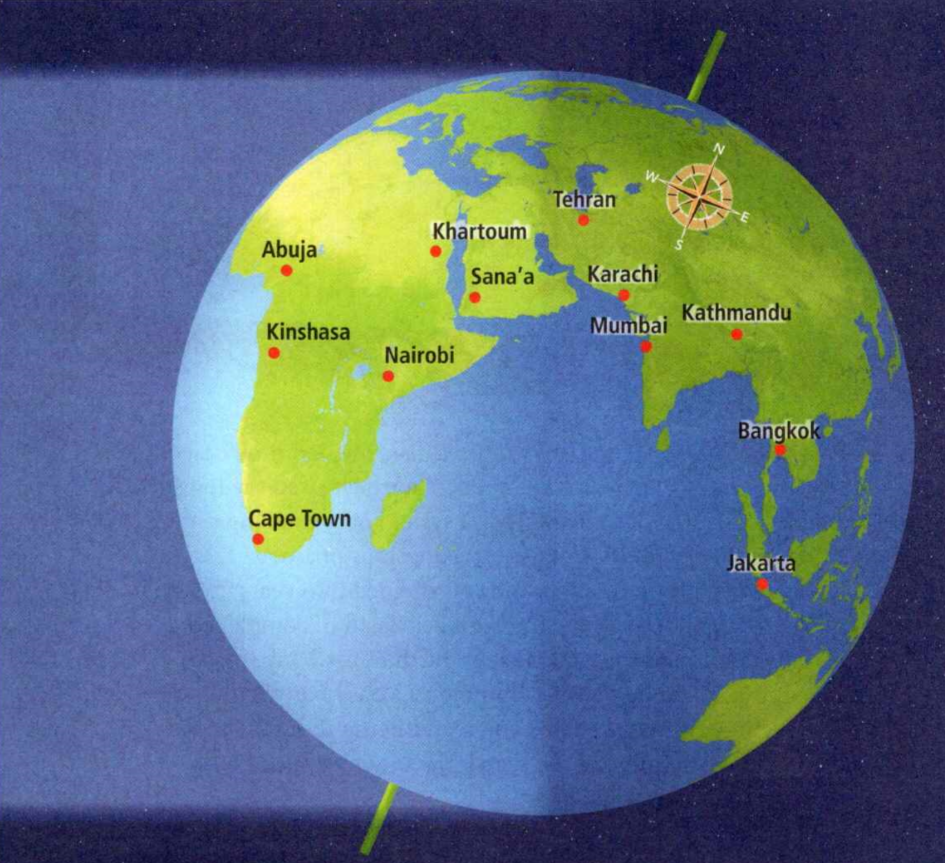 N
W
E
S
Tehran
Khartoum
Abuja
Sana'a
Karachi
Kathmandu
Mumbai
Kinshasa
Nairobi
Bangkok
Cape Town
Jakarta